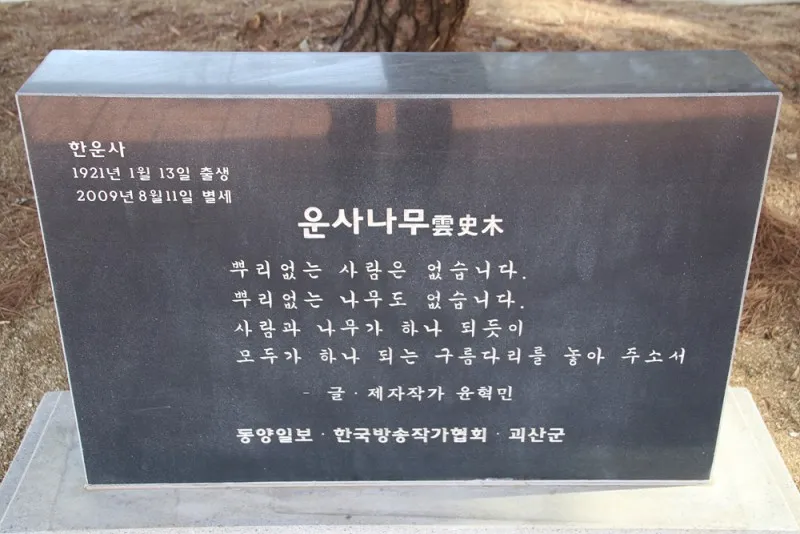 한운사
1921년 1월 13일 출생
2009년 8월 11일 별세
운사나무雲史木
뿌리없는 사람은 없습니다.
뿌리없는 나무도 없습니다.
사람과 나무가 하나 되듯이
모두가 하나 되는 구름다리를 놓아 주소서
- 글 · 제자작가 윤혁민
동양일보 · 한국방송작가협회 · 괴산군